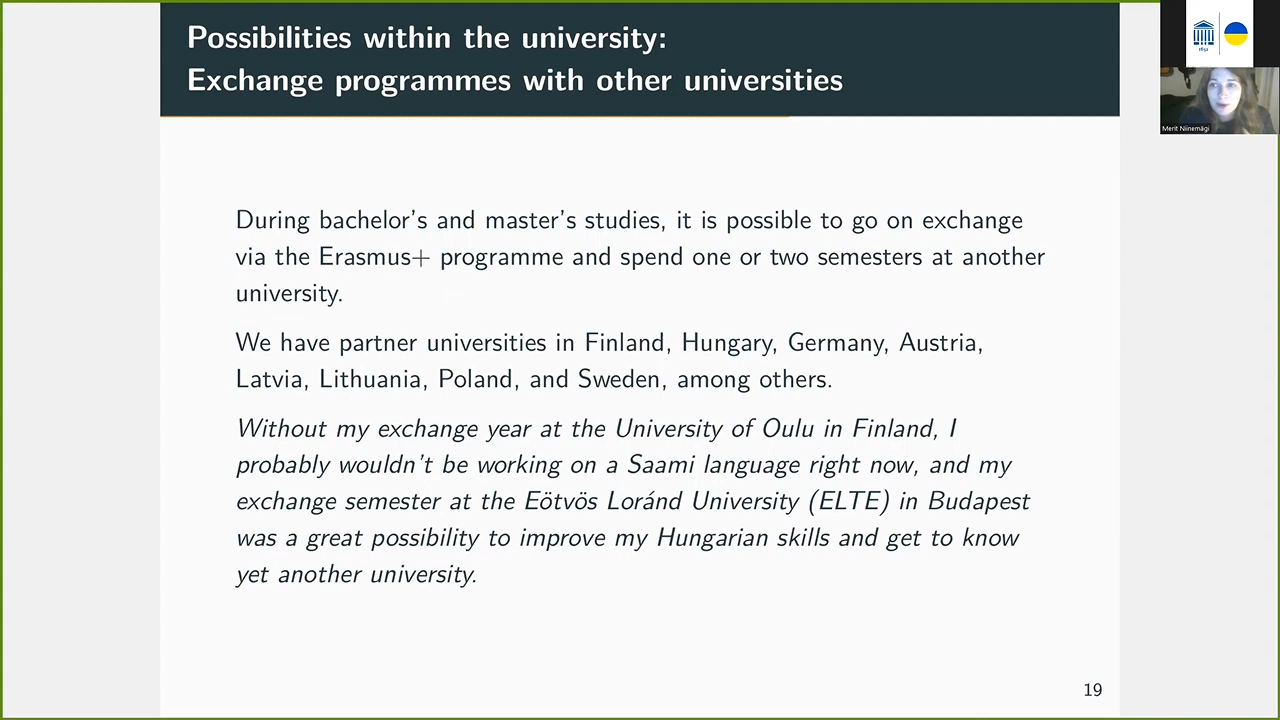 Possibilities within the university:
Exchange programmes with other universities
During bachelor's and master's studies, it is possible to go on exchange
via the Erasmus+ programme and spend one or two semesters at another
university.
We have partner universities in Finland, Hungary, Germany, Austria,
Latvia, Lithuania, Poland, and Sweden, among others.
Without my exchange year at the University of Oulu in Finland, I
probably wouldn't be working on a Saami language right now, and my
exchange semester at the Eötvös Loránd University (ELTE) in Budapest
was a great possibility to improve my Hungarian skills and get to know
yet another university.
19
1632
Merit Niinemägi